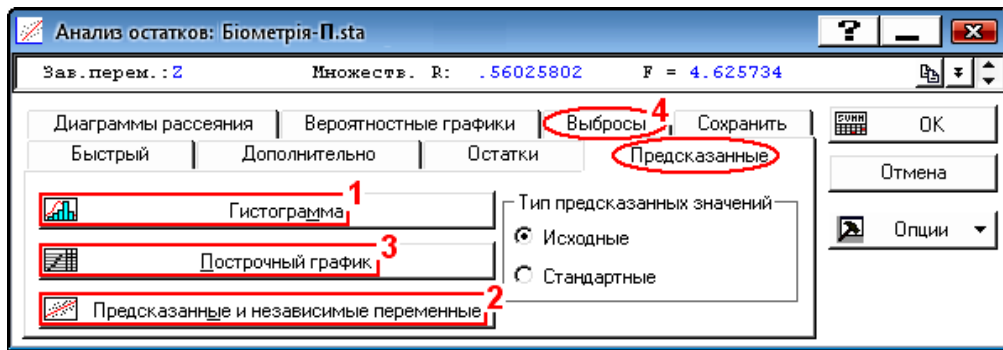 Анализ остатков: Біометрія-П.sta
?
Зав.перем.:Z Множеств. R: .56025802 F = 4.625734
Диаграммы рассеяния Вероятностные графики Выбросы 4 Сохранить
Быстрый Дополнительно Остатки Предсказанные
Гистограмма 1
Построчный график 3
Предсказанные и независимые переменные 2
Тип предсказанных значений
Исходные
Стандартные
SUMM OK
Отмена
Опции